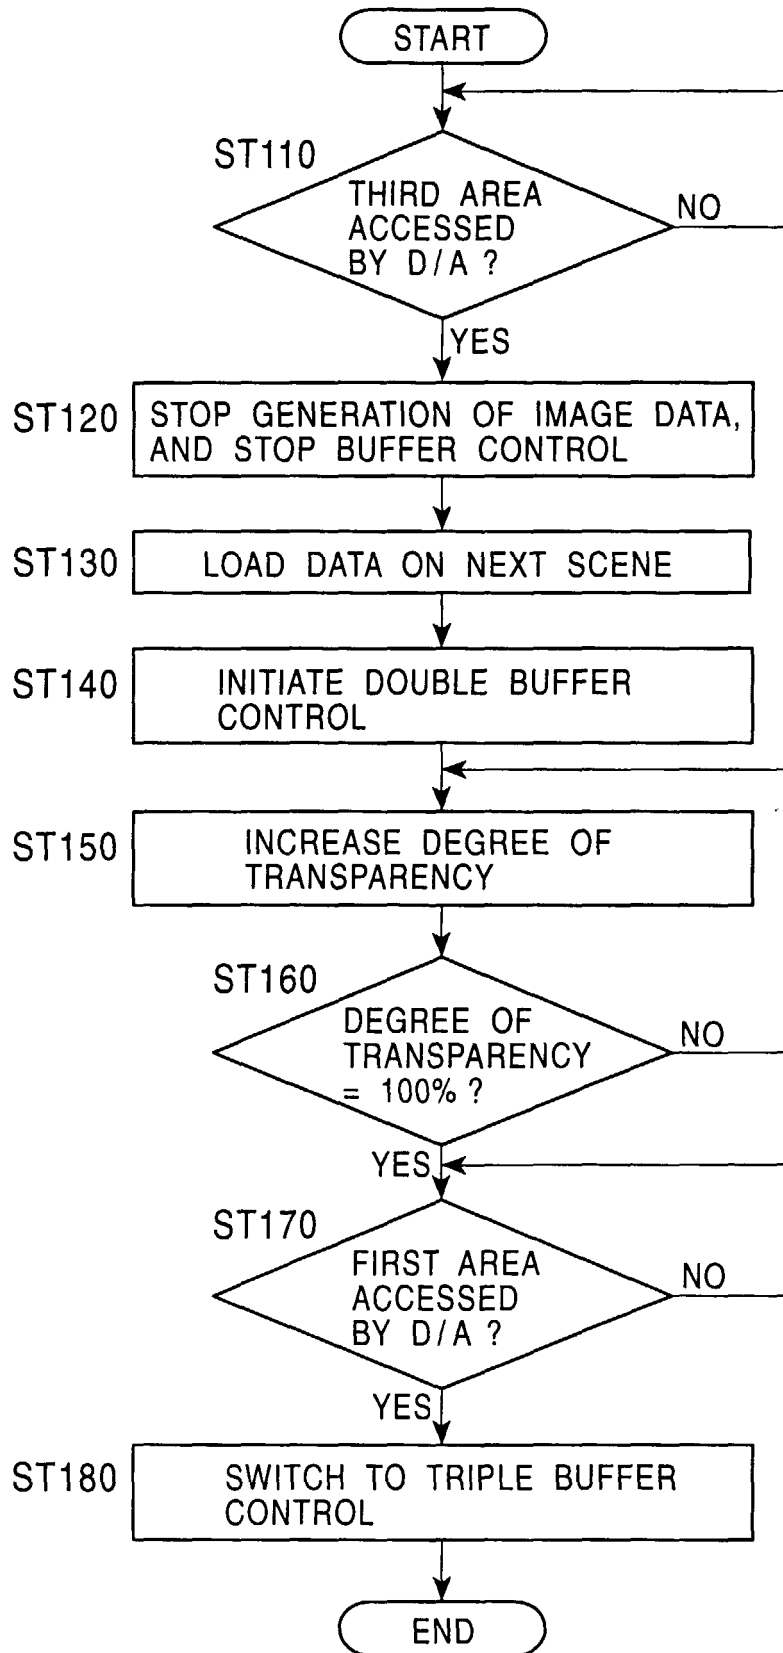 START
ST110
THIRD AREA
ACCESSED
BY D/A ?
NO
YES
ST120
STOP GENERATION OF IMAGE DATA,
AND STOP BUFFER CONTROL
ST130
LOAD DATA ON NEXT SCENE
ST140
INITIATE DOUBLE BUFFER
CONTROL
ST150
INCREASE DEGREE OF
TRANSPARENCY
ST160
DEGREE OF
TRANSPARENCY
= 100% ?
NO
YES
ST170
FIRST AREA
ACCESSED
BY D/A ?
NO
YES
ST180
SWITCH TO TRIPLE BUFFER
CONTROL
END